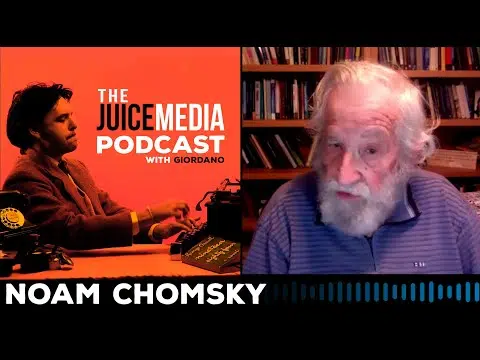 THE
JUICEMEDIA
PODCAST
WITH GIORDANO
NOAM CHOMSKY